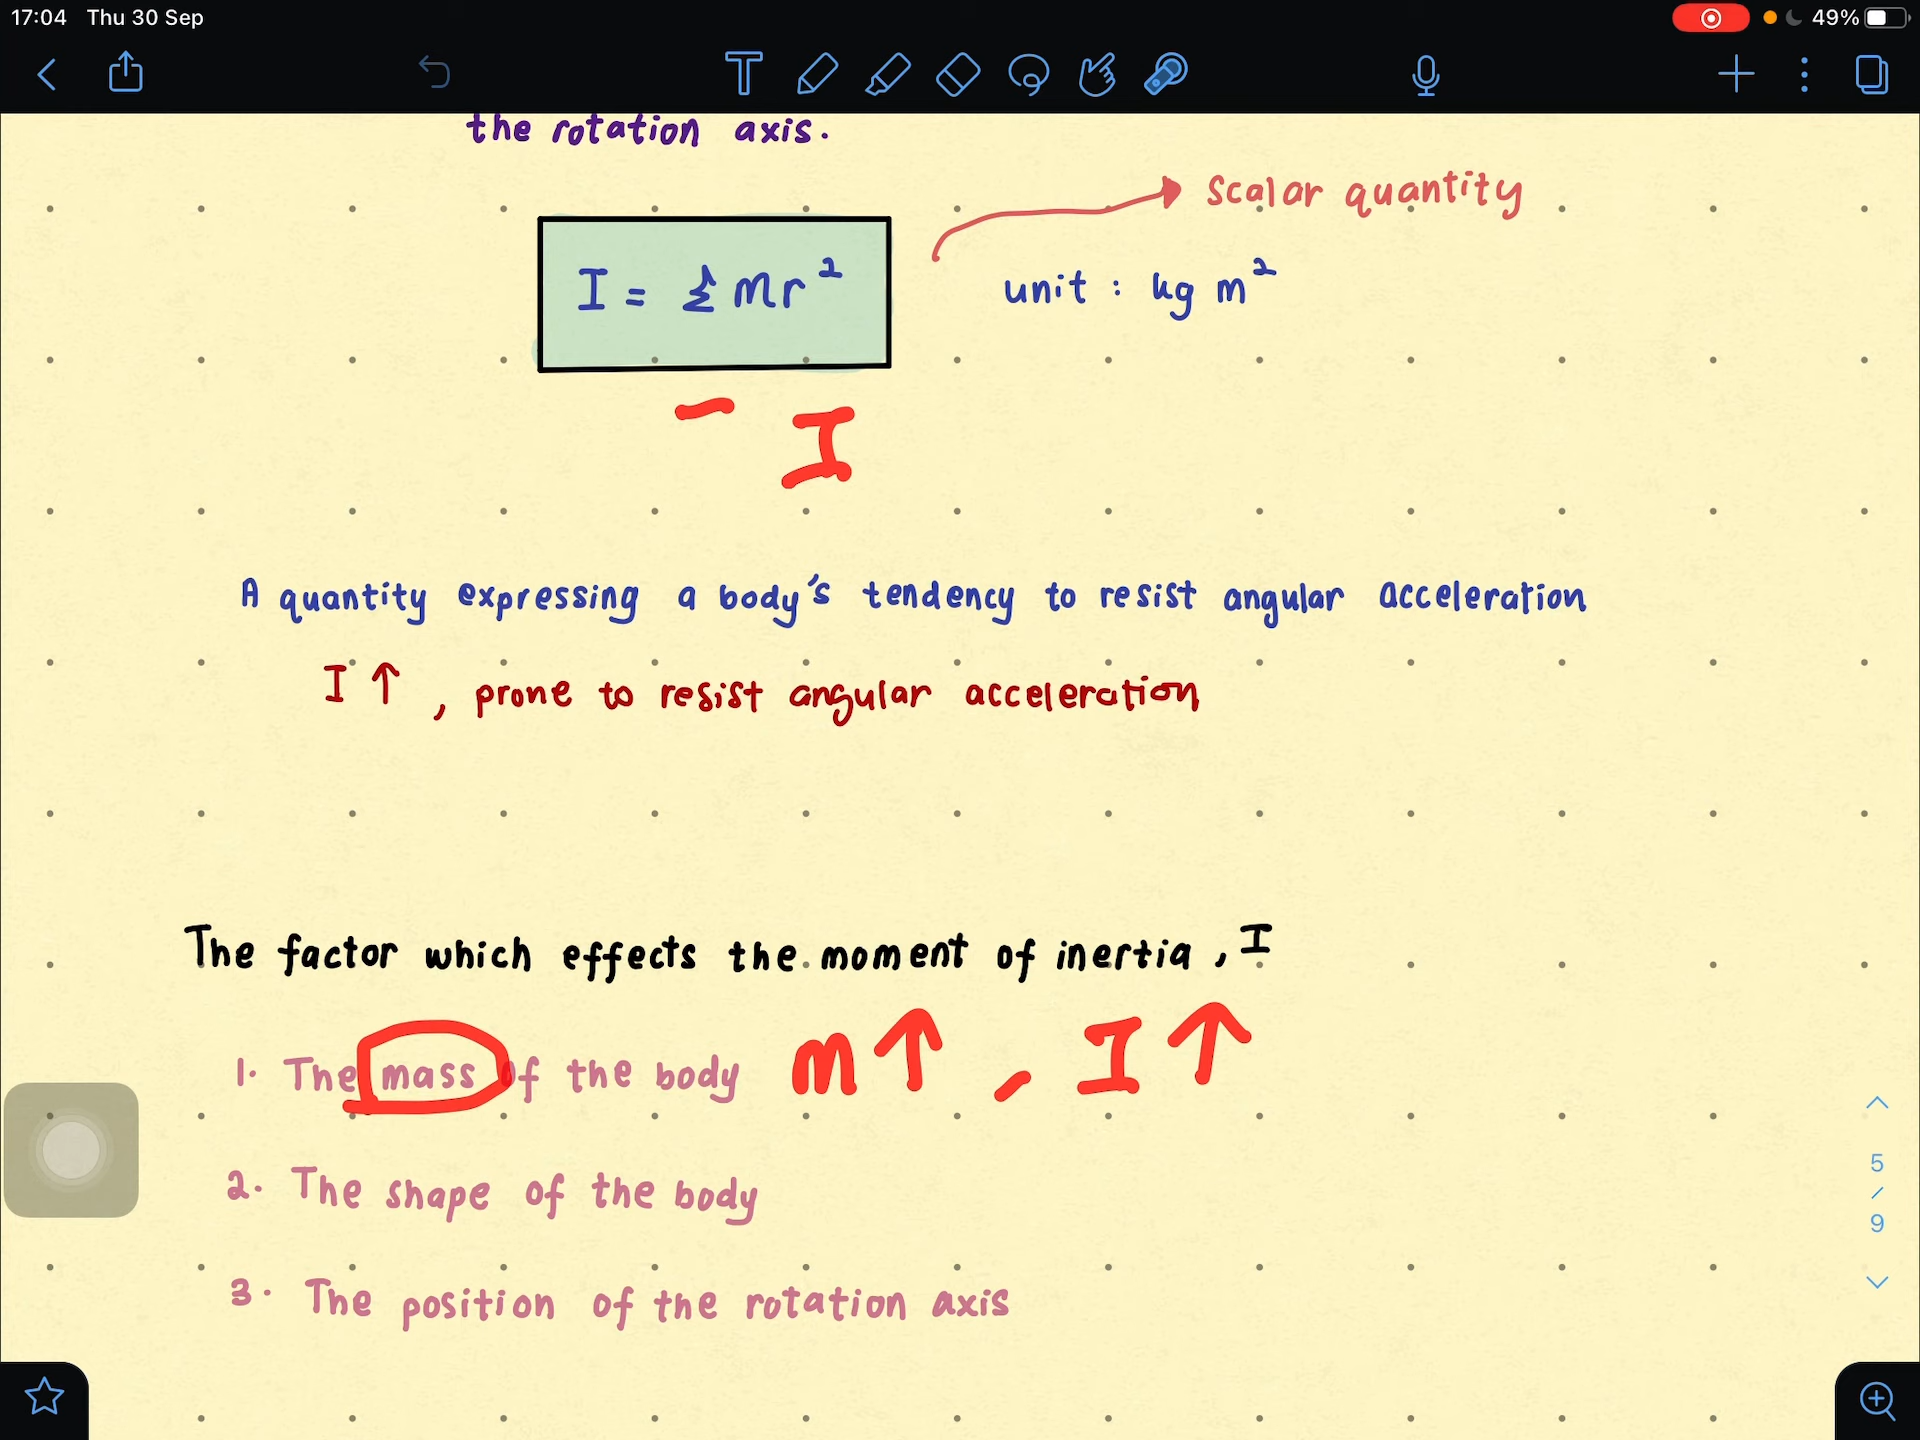 17:04 Thu 30 Sep 49%
the rotation axis.
scalar quantity
I = Σ mr²
unit : kg m²
- I
A quantity expressing a body's tendency to resist angular acceleration
I ↑ , prone to resist angular acceleration
The factor which effects the moment of inertia , I
1. The mass of the body m ↑ , I ↑
2. The shape of the body
3. The position of the rotation axis
5
/
9